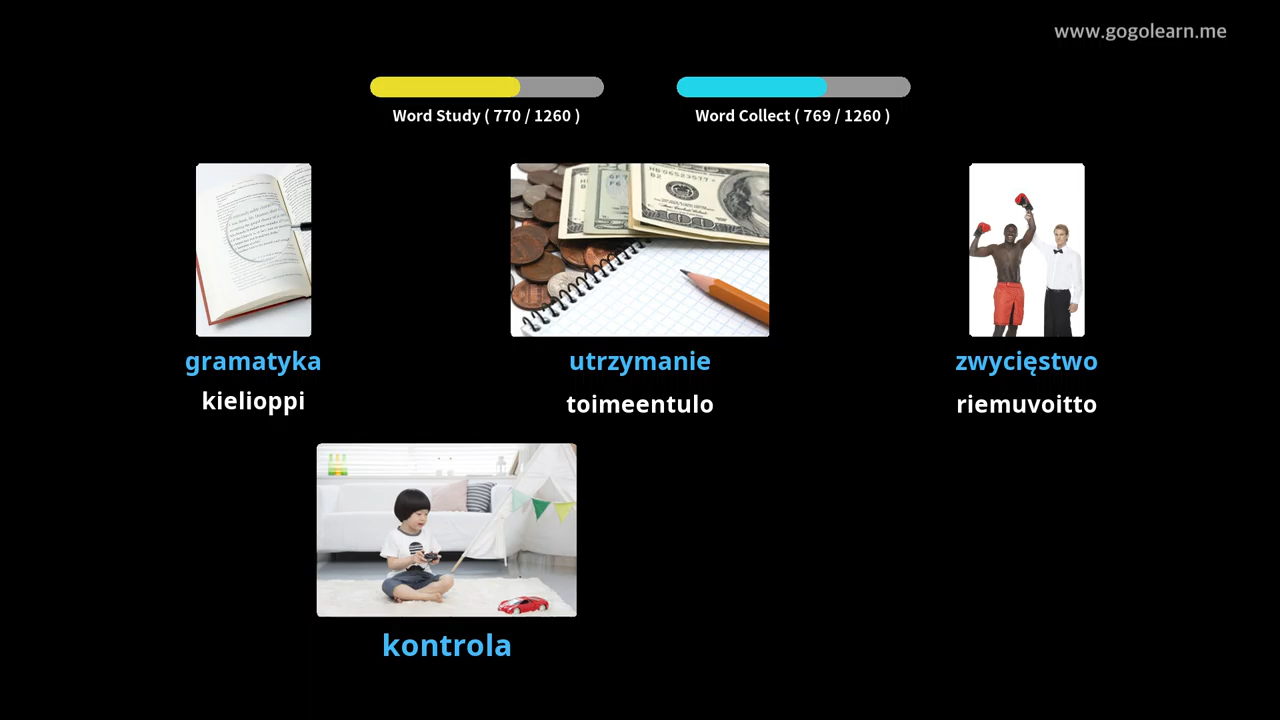 www.gogolearn.me
Word Study ( 770 / 1260 )
Word Collect ( 769 / 1260 )
gramatyka
kielioppi
utrzymanie
toimeentulo
zwycięstwo
riemuvoitto
kontrola